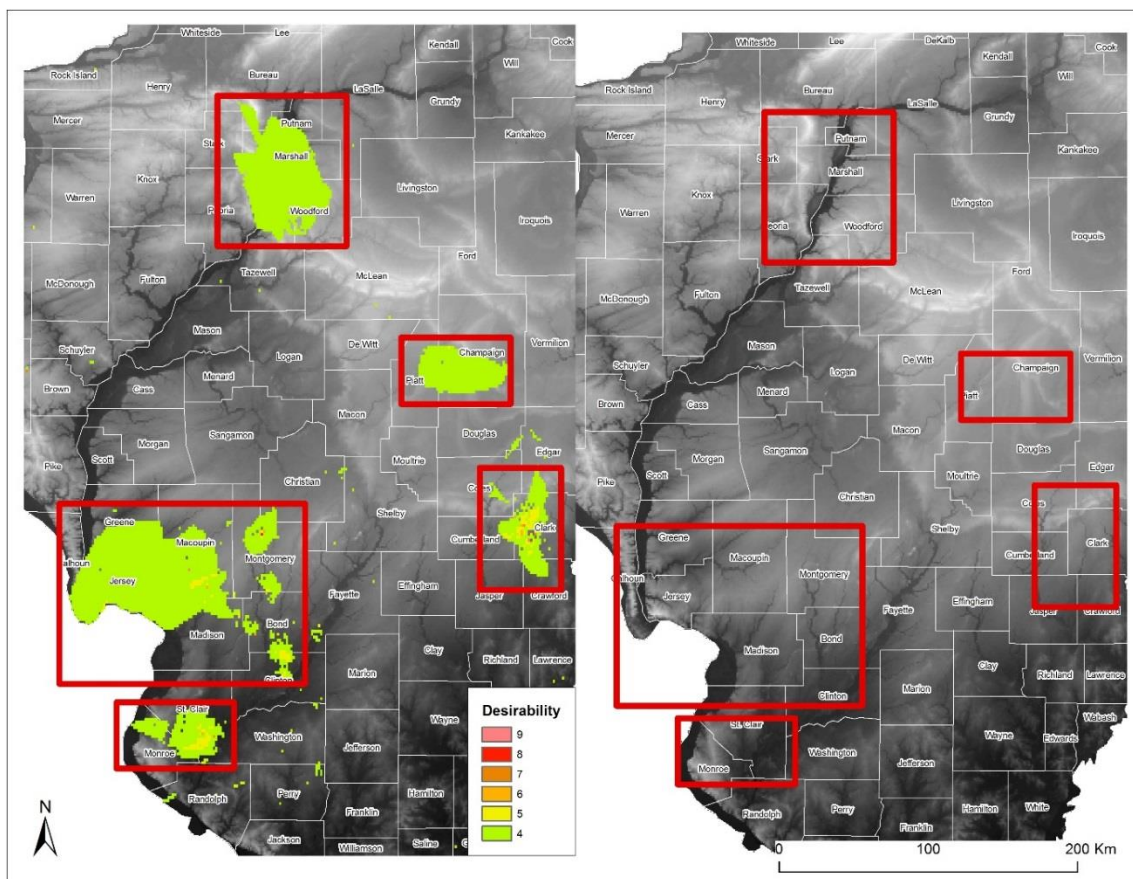 Whiteside
Lee
Kendall
Cook
Will
Rock Island
Bureau
Henry
LaSalle
Grundy
Mercer
Putnam
Kankakee
Stark
Marshall
Knox
Livingston
Warren
Peoria
Woodford
Iroquois
Ford
Tazewell
McLean
McDonough
Fulton
Mason
De Witt
Vermilion
Schuyler
Logan
Champaign
Brown
Menard
Piatt
Cass
Macon
Sangamon
Douglas
Morgan
Edgar
Pike
Scott
Moultrie
Christian
Coles
Shelby
Greene
Clark
Macoupin
Cumberland
Montgomery
Calhoun
Jersey
Effingham
Jasper
Crawford
Fayette
Bond
Madison
Clay
Richland
Lawrence
Marion
Clinton
St. Clair
Wayne
Washington
Monroe
Jefferson
Randolph
Perry
Hamilton
Franklin
Jackson
Williamson
Saline
N
Desirability
9
8
7
6
5
4
Whiteside
Lee
DeKalb
Kendall
Cook
Will
Rock Island
Bureau
Henry
LaSalle
Grundy
Mercer
Putnam
Kankakee
Stark
Marshall
Knox
Livingston
Warren
Peoria
Woodford
Iroquois
Ford
Tazewell
McLean
McDonough
Fulton
Mason
De Witt
Vermilion
Schuyler
Logan
Champaign
Brown
Menard
Piatt
Cass
Macon
Sangamon
Douglas
Morgan
Edgar
Pike
Scott
Moultrie
Christian
Coles
Shelby
Greene
Clark
Macoupin
Cumberland
Montgomery
Calhoun
Jersey
Effingham
Jasper
Crawford
Fayette
Bond
Madison
Clay
Richland
Lawrence
Marion
Clinton
Wabash
St. Clair
Wayne
Edwards
Washington
Monroe
Jefferson
Randolph
Perry
Hamilton
White
Franklin
0 100 200 Km